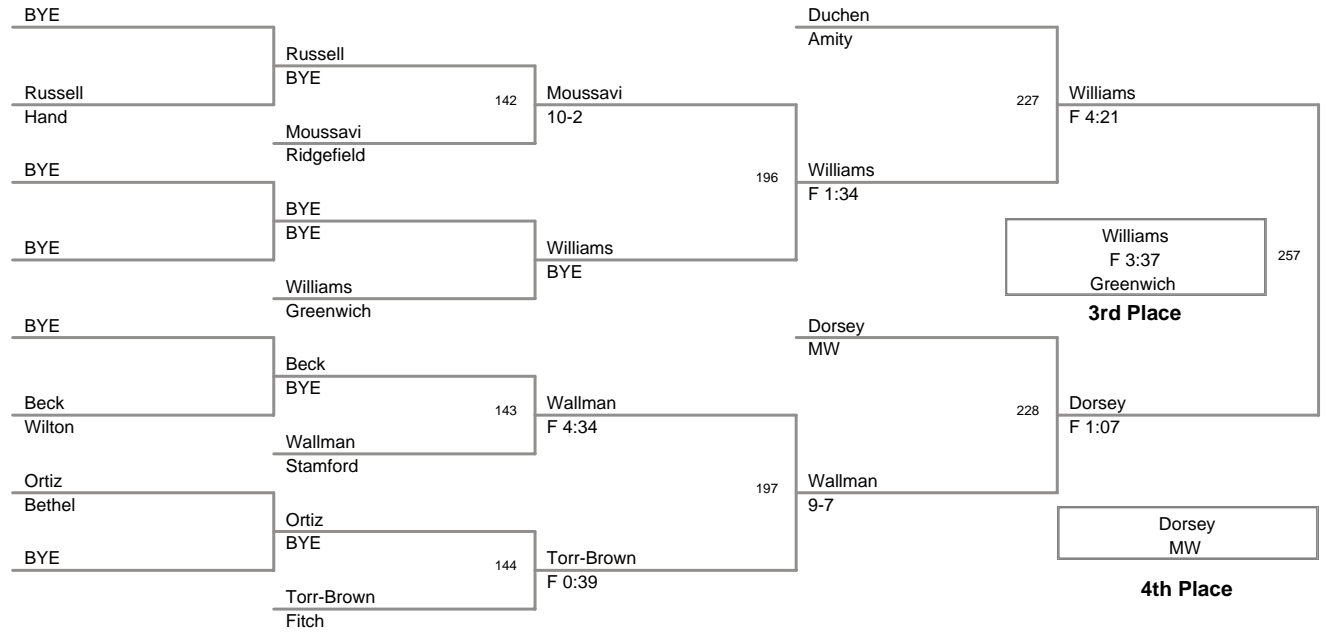 BYE
Russell
Hand
BYE
BYE
BYE
Beck
Wilton
Ortiz
Bethel
BYE
Russell
BYE
Moussavi
Ridgefield
BYE
BYE
Williams
Greenwich
Beck
BYE
Wallman
Stamford
Ortiz
BYE
Torr-Brown
Fitch
142
143
144
Moussavi
10-2
Williams
BYE
Wallman
F 4:34
Torr-Brown
F 0:39
196
197
Duchen
Amity
Williams
F 1:34
Dorsey
MW
Wallman
9-7
227
228
Williams
F 4:21
Dorsey
F 1:07
Williams
F 3:37
Greenwich
257
3rd Place
Dorsey
MW
4th Place